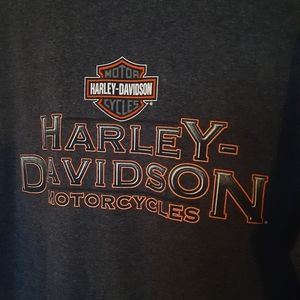 MOTOR
HARLEY-DAVIDSON
CYCLES
®
HARLEY-
DAVIDSON
MOTORCYCLES